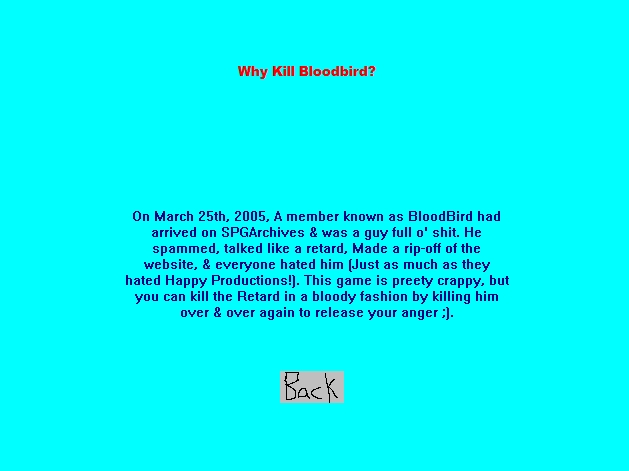 Why Kill Bloodbird?
On March 25th, 2005, A member known as BloodBird had
arrived on SPGArchives & was a guy full o' shit. He
spammed, talked like a retard, Made a rip-off of the
website, & everyone hated him (Just as much as they
hated Happy Productions!). This game is preety crappy, but
you can kill the Retard in a bloody fashion by killing him
over & over again to release your anger ;).
Back